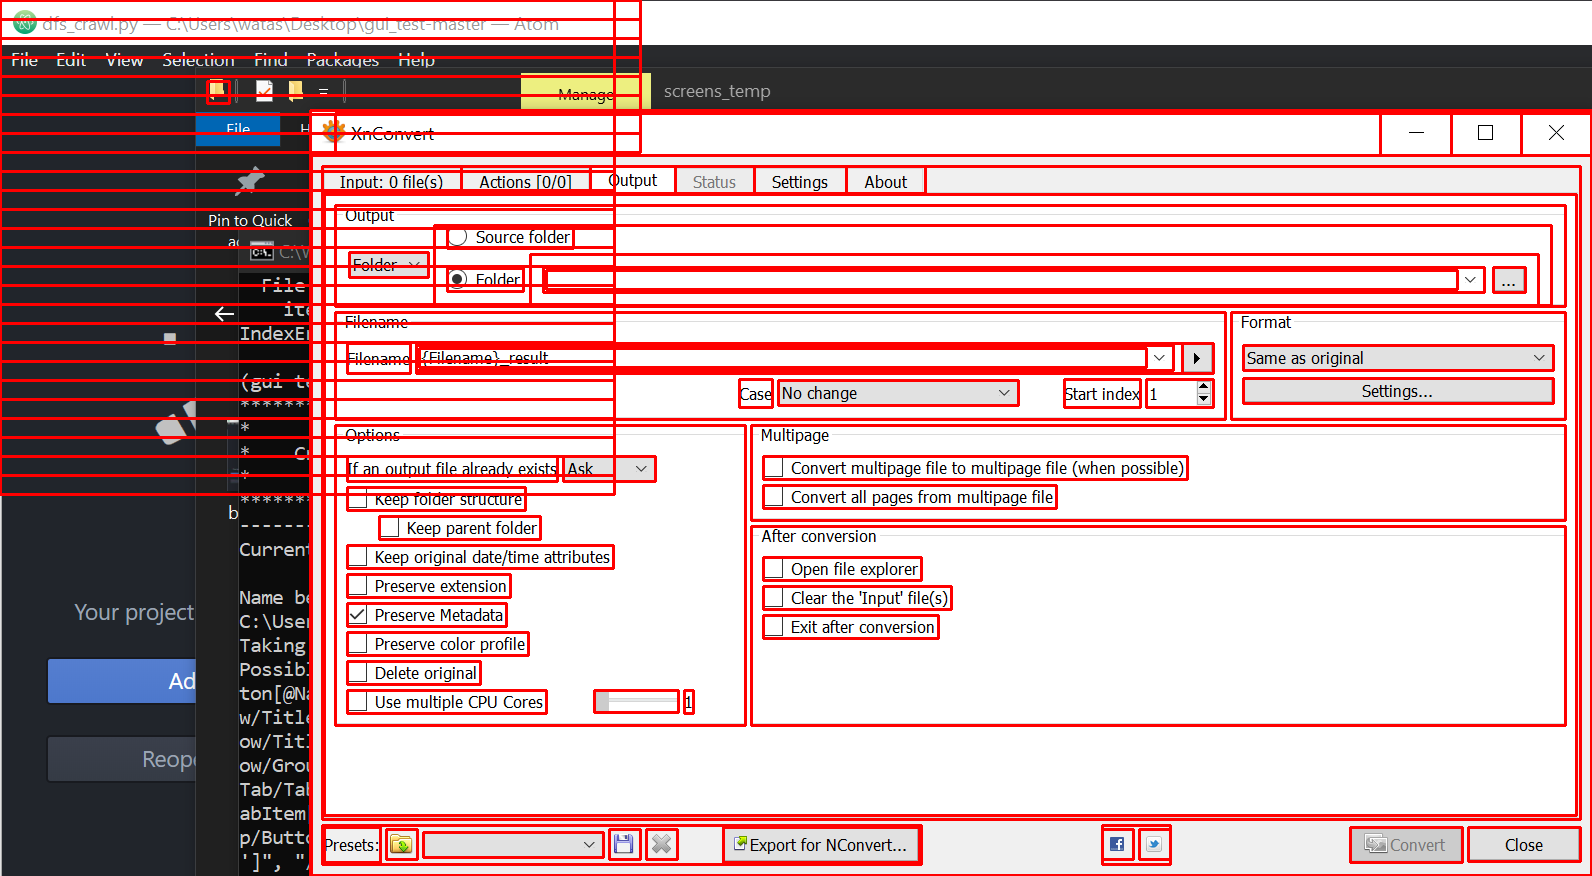 dfs_crawl.py — C:\Users\watas\Desktop\gui_test-master — Atom
File Edit View Selection Find Packages Help
Manage
screens_temp
File
XnConvert
Input: 0 file(s)
Actions [0/0]
Output
Status
Settings
About
Pin to Quick
Output
Source folder
Folder
Folder
...
File
IndexE
Filename
Filename
{Filename}_result
Case
No change
Start index
1
Format
Same as original
Settings...
(gui te
Options
If an output file already exists
Ask
Keep folder structure
Keep parent folder
Keep original date/time attributes
Preserve extension
Preserve Metadata
Preserve color profile
Delete original
Use multiple CPU Cores
1
Multipage
Convert multipage file to multipage file (when possible)
Convert all pages from multipage file
After conversion
Open file explorer
Clear the 'Input' file(s)
Exit after conversion
*******
-------
Current
Your project
Name be
C:\User
Taking
Possibl
Ad
ton[@Na
w/Title
ow/Titl
Reope
ow/Grou
Tab/Tab
abItem
p/Butto
']", "/
Presets:
Export for NConvert...
Convert
Close